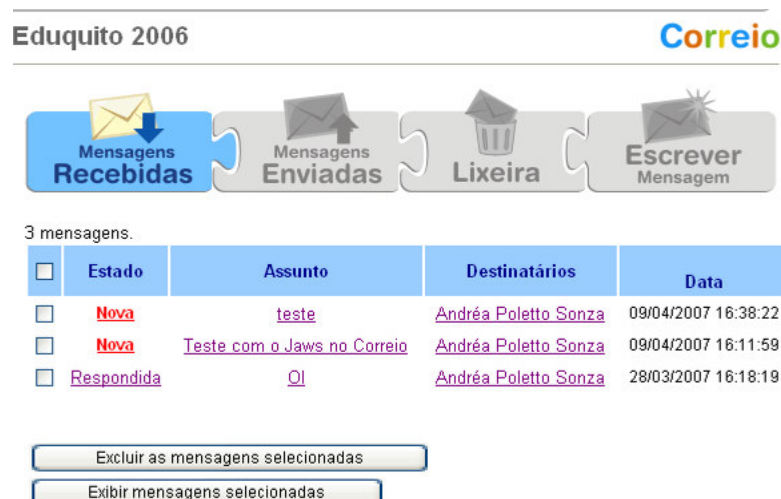 Eduquito 2006 Correio
Mensagens Recebidas
Mensagens Enviadas
Lixeira
Escrever Mensagem
3 mensagens.
Estado Assunto Destinatários Data
Nova teste Andréa Poletto Sonza 09/04/2007 16:38:22
Nova Teste com o Jaws no Correio Andréa Poletto Sonza 09/04/2007 16:11:59
Respondida OI Andréa Poletto Sonza 28/03/2007 16:18:19
Excluir as mensagens selecionadas
Exibir mensagens selecionadas